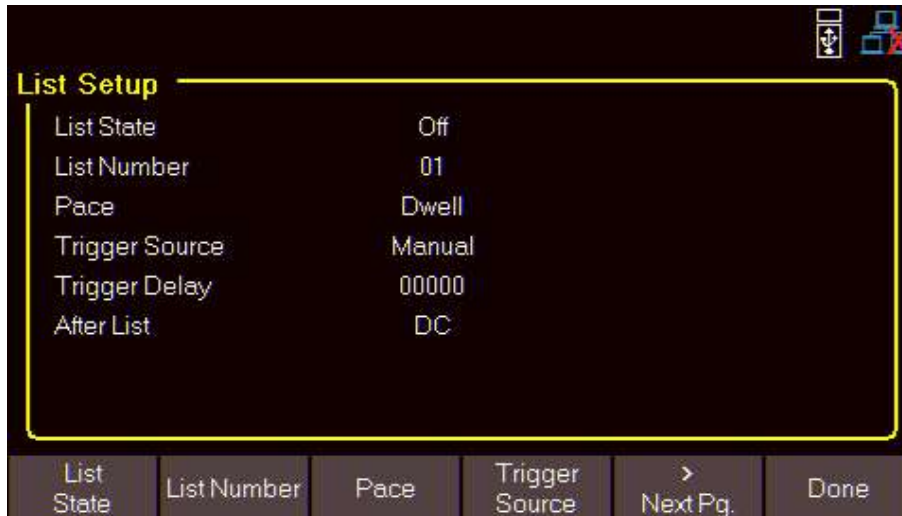 List Setup
List State Off
List Number 01
Pace Dwell
Trigger Source Manual
Trigger Delay 00000
After List DC
List State
List Number
Pace
Trigger Source
> Next Pg.
Done